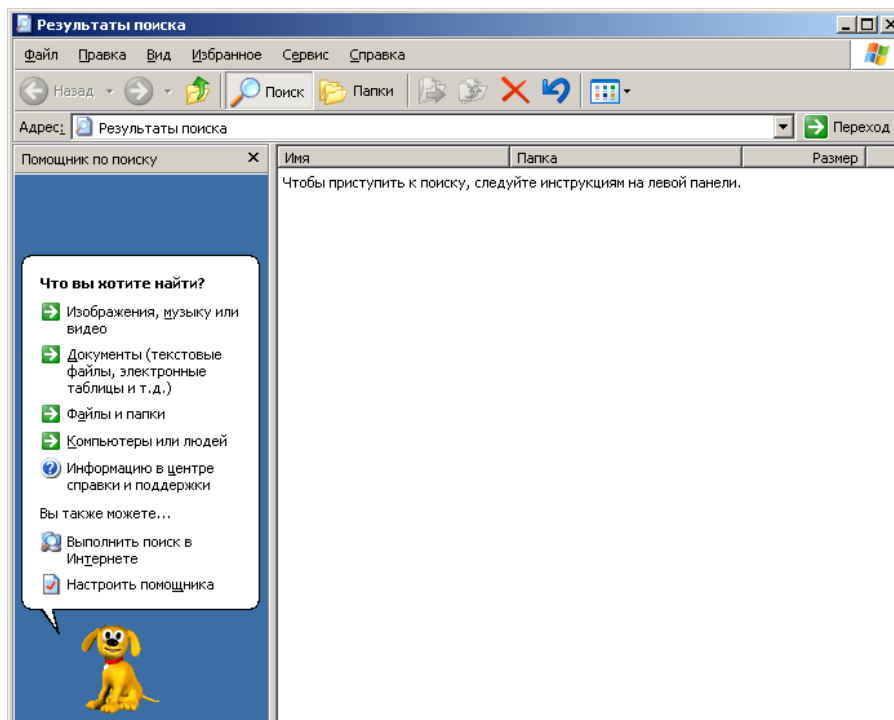 Результаты поиска
Файл Правка Вид Избранное Сервис Справка
Назад Поиск Папки
Адрес: Результаты поиска Переход
Помощник по поиску
Имя Папка Размер
Чтобы приступить к поиску, следуйте инструкциям на левой панели.
Что вы хотите найти?
Изображения, музыку или
видео
Документы (текстовые
файлы, электронные
таблицы и т.д.)
Файлы и папки
Компьютеры или людей
Информацию в центре
справки и поддержки
Вы также можете...
Выполнить поиск в
Интернете
Настроить помощника